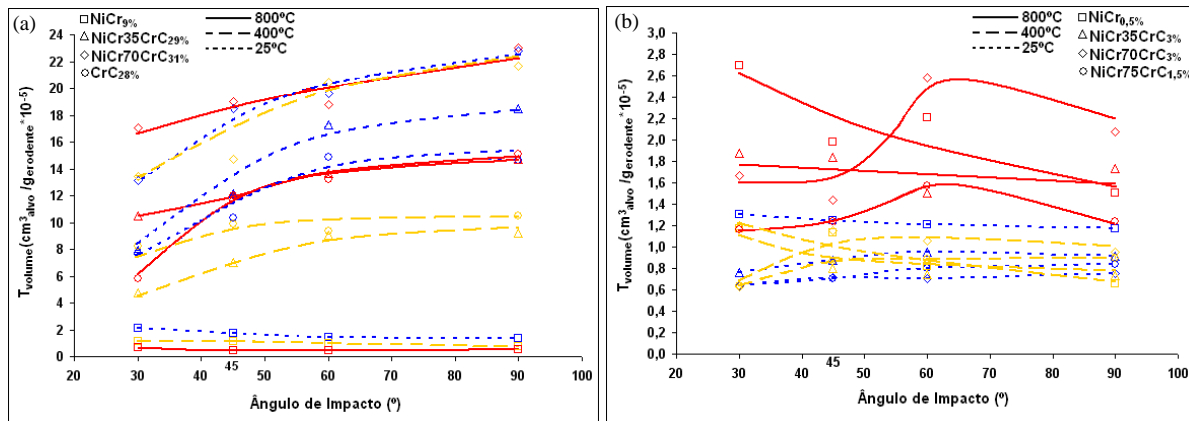 (a)
NiCr9%
NiCr35CrC29%
NiCr70CrC31%
CrC28%
800ºC
400ºC
25ºC
24
22
20
18
16
14
12
10
8
6
4
2
0
Tvolume (cm3alvo /gerodente*10-5)
20
30
40
45
50
60
70
80
90
100
Ângulo de Impacto (º)
(b)
800ºC
400ºC
25ºC
NiCr0,5%
NiCr35CrC3%
NiCr70CrC3%
NiCr75CrC1,5%
3,0
2,8
2,6
2,4
2,2
2,0
1,8
1,6
1,4
1,2
1,0
0,8
0,6
0,4
0,2
0,0
Tvolume (cm3alvo /gerodente*10-5)
20
30
40
45
50
60
70
80
90
100
Ângulo de Impacto (º)